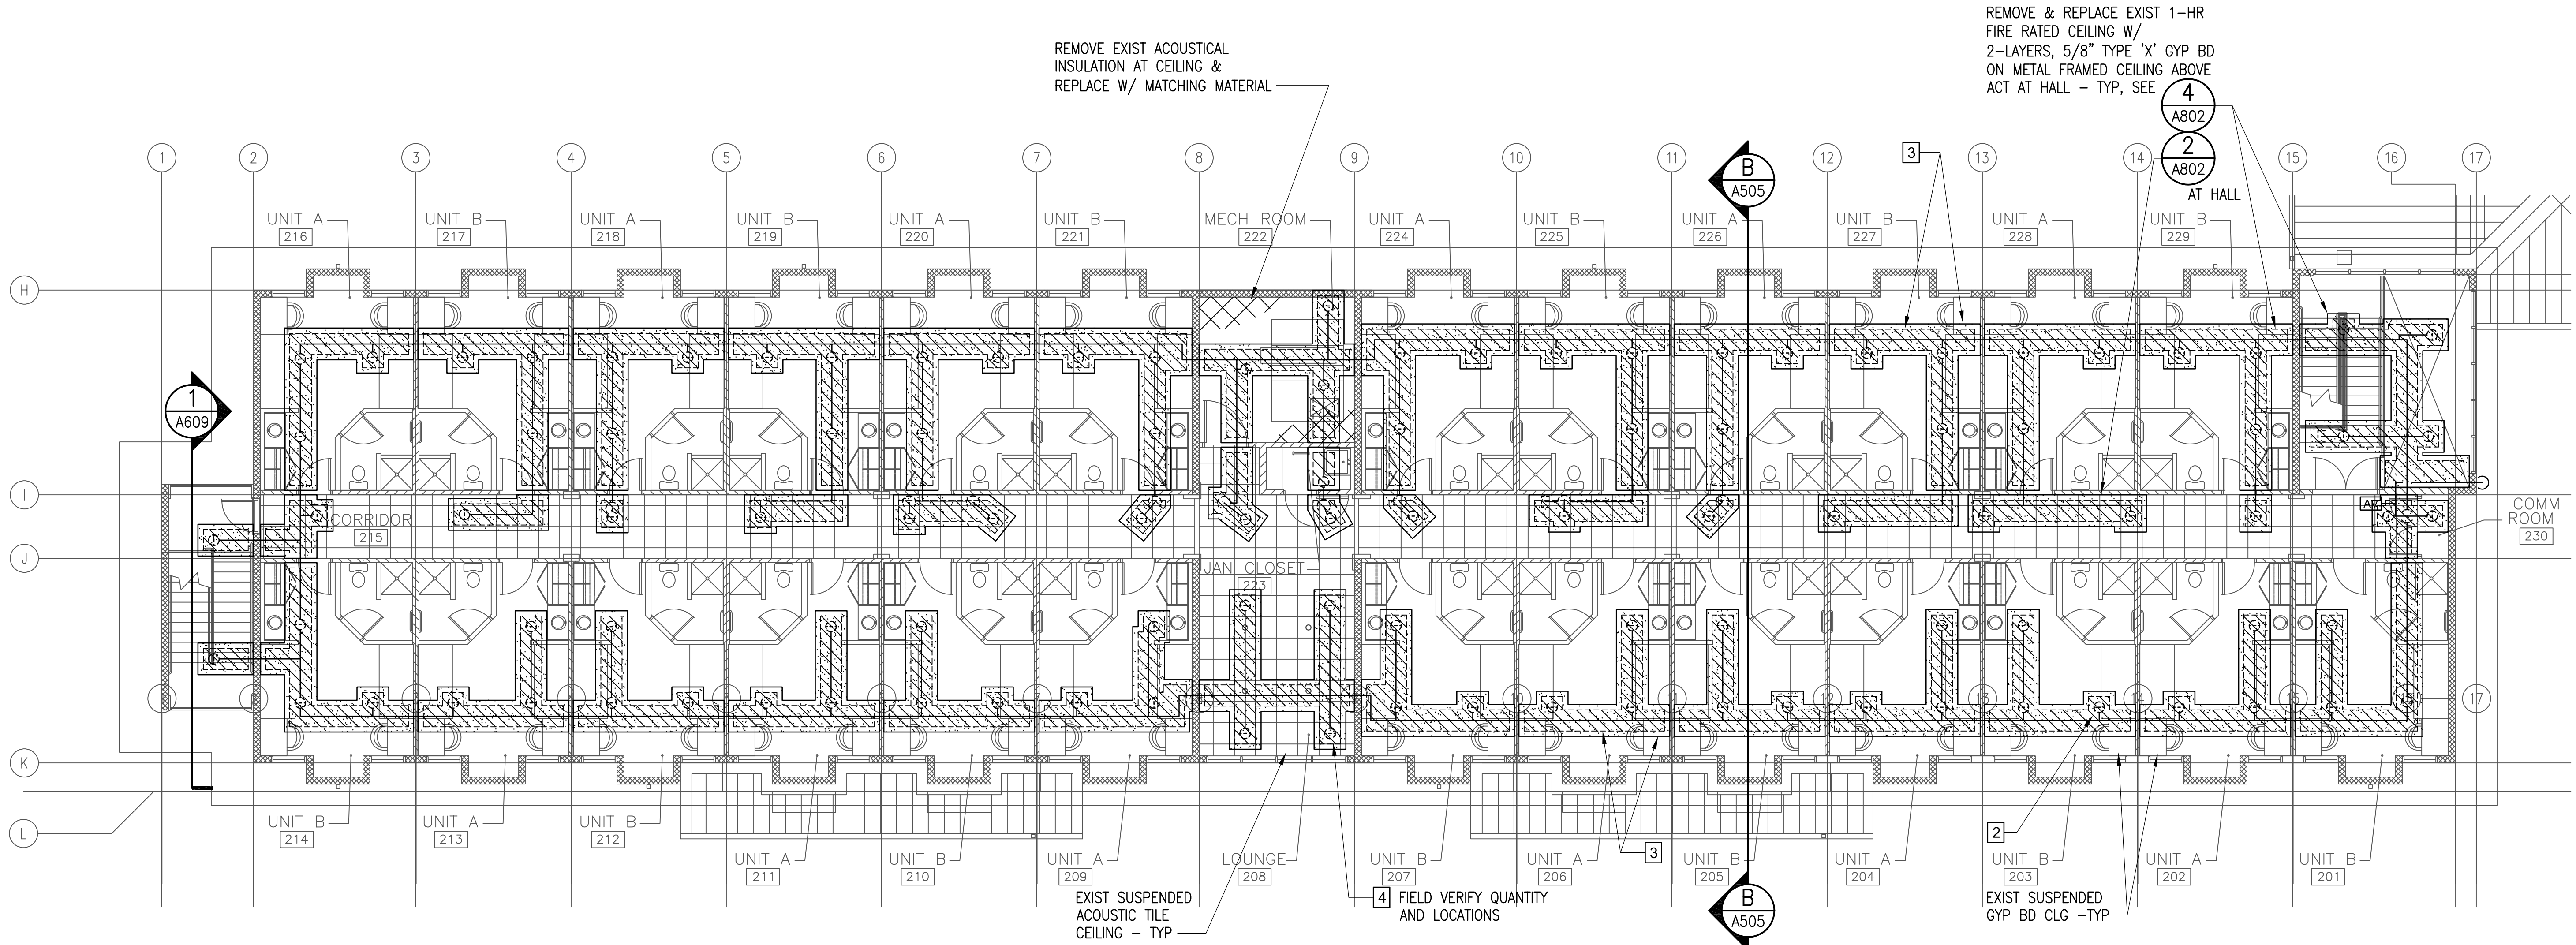 REMOVE & REPLACE EXIST 1-HR
FIRE RATED CEILING W/
2-LAYERS, 5/8" TYPE 'X' GYP BD
ON METAL FRAMED CEILING ABOVE
ACT AT HALL - TYP, SEE
4
A802
2
A802
AT HALL
REMOVE EXIST ACOUSTICAL
INSULATION AT CEILING &
REPLACE W/ MATCHING MATERIAL
1
2
3
4
5
6
7
8
9
10
11
12
13
14
15
16
17
B
A505
3
UNIT A
216
UNIT B
217
UNIT A
218
UNIT B
219
UNIT A
220
UNIT B
221
MECH ROOM
222
UNIT A
224
UNIT B
225
UNIT A
226
UNIT B
227
UNIT A
228
UNIT B
229
H
1
A609
I
CORRIDOR
215
COMM
ROOM
230
J
JAN CLOSET
223
10
11
12
13
14
15
17
K
L
UNIT B
214
UNIT A
213
UNIT B
212
UNIT A
211
UNIT B
210
UNIT A
209
LOUNGE
208
UNIT B
207
UNIT A
206
3
UNIT B
205
UNIT A
204
2
UNIT B
203
UNIT A
202
UNIT B
201
EXIST SUSPENDED
ACOUSTIC TILE
CEILING - TYP
4 FIELD VERIFY QUANTITY
AND LOCATIONS
B
A505
EXIST SUSPENDED
GYP BD CLG -TYP